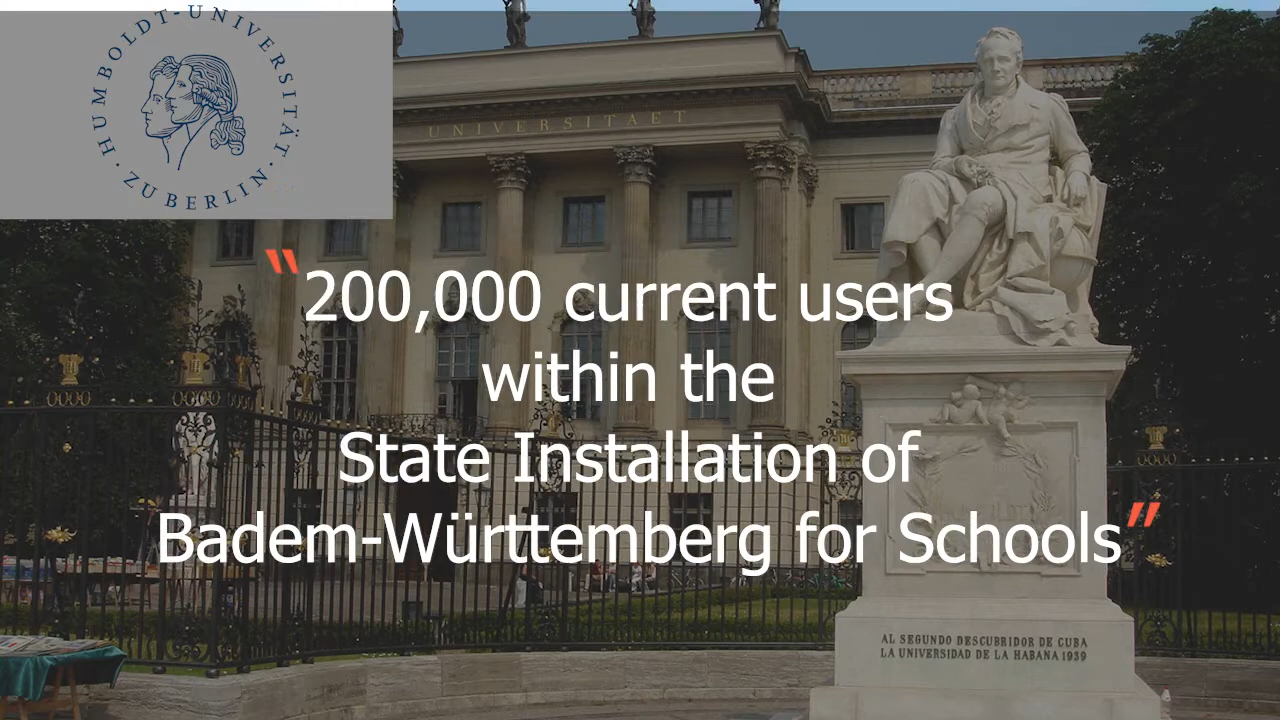 HUMBOLDT-UNIVERSITÄT
· ZU BERLIN ·
UNIVERSITAET
"200,000 current users
within the
State Installation of
Badem-Württemberg for Schools"
AL SEGUNDO DESCUBRIDOR DE CUBA
LA UNIVERSIDAD DE LA HABANA 1939